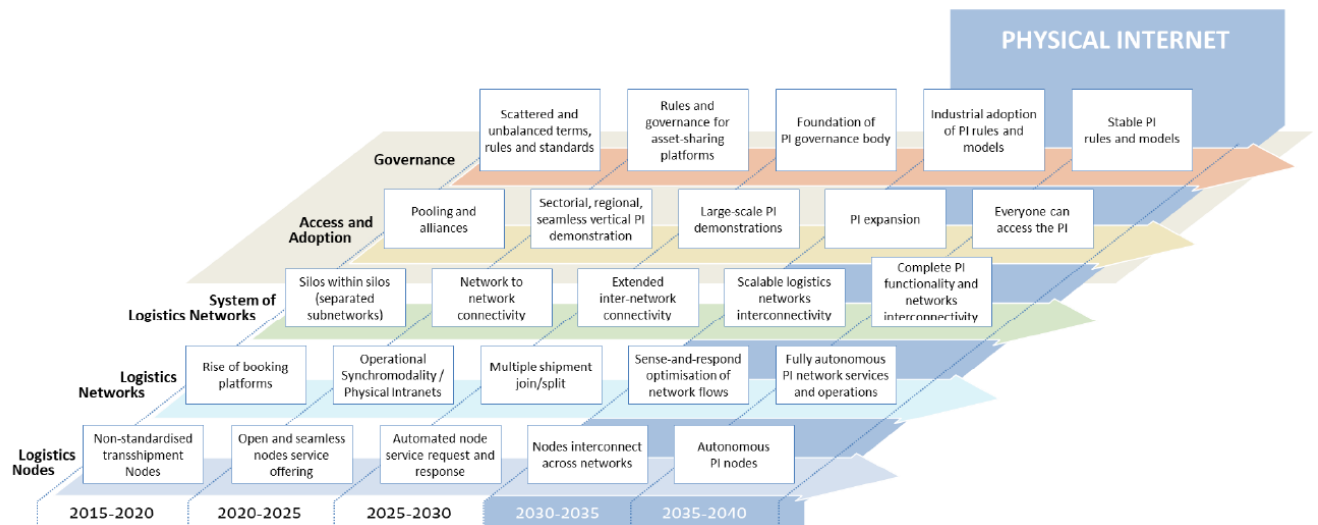 PHYSICAL INTERNET
Governance
Scattered and
unbalanced terms,
rules and standards
Rules and
governance for
asset-sharing
platforms
Foundation of
PI governance body
Industrial adoption
of PI rules and
models
Stable PI
rules and models
Access and
Adoption
Pooling and
alliances
Sectorial, regional,
seamless vertical PI
demonstration
Large-scale PI
demonstrations
PI expansion
Everyone can
access the PI
System of
Logistics Networks
Silos within silos
(separated
subnetworks)
Network to
network
connectivity
Extended
inter-network
connectivity
Scalable logistics
networks
interconnectivity
Complete PI
functionality and
networks
interconnectivity
Logistics
Networks
Rise of booking
platforms
Operational
Synchromodality /
Physical Intranets
Multiple shipment
join/split
Sense-and-respond
optimisation of
network flows
Fully autonomous
PI network services
and operations
Logistics
Nodes
Non-standardised
transshipment
Nodes
Open and seamless
nodes service
offering
Automated node
service request and
response
Nodes interconnect
across networks
Autonomous
PI nodes
2015-2020
2020-2025
2025-2030
2030-2035
2035-2040